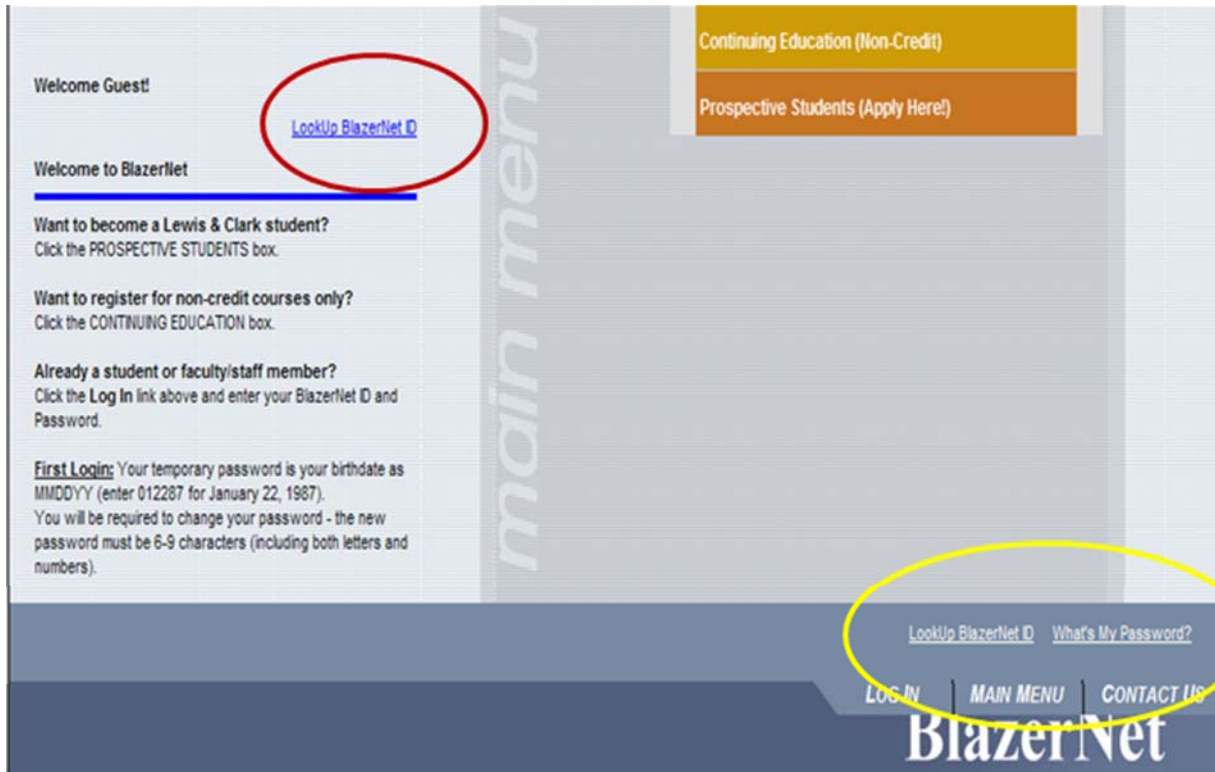 Continuing Education (Non-Credit)
Prospective Students (Apply Here!)
main menu
Welcome Guest!
LookUp BlazerNet ID
Welcome to BlazerNet
Want to become a Lewis & Clark student?
Click the PROSPECTIVE STUDENTS box.
Want to register for non-credit courses only?
Click the CONTINUING EDUCATION box.
Already a student or faculty/staff member?
Click the Log In link above and enter your BlazerNet ID and
Password.
First Login: Your temporary password is your birthdate as
MMDDYY (enter 012287 for January 22, 1987).
You will be required to change your password - the new
password must be 6-9 characters (including both letters and
numbers).
LookUp BlazerNet ID What's My Password?
LOG IN MAIN MENU CONTACT US
BlazerNet